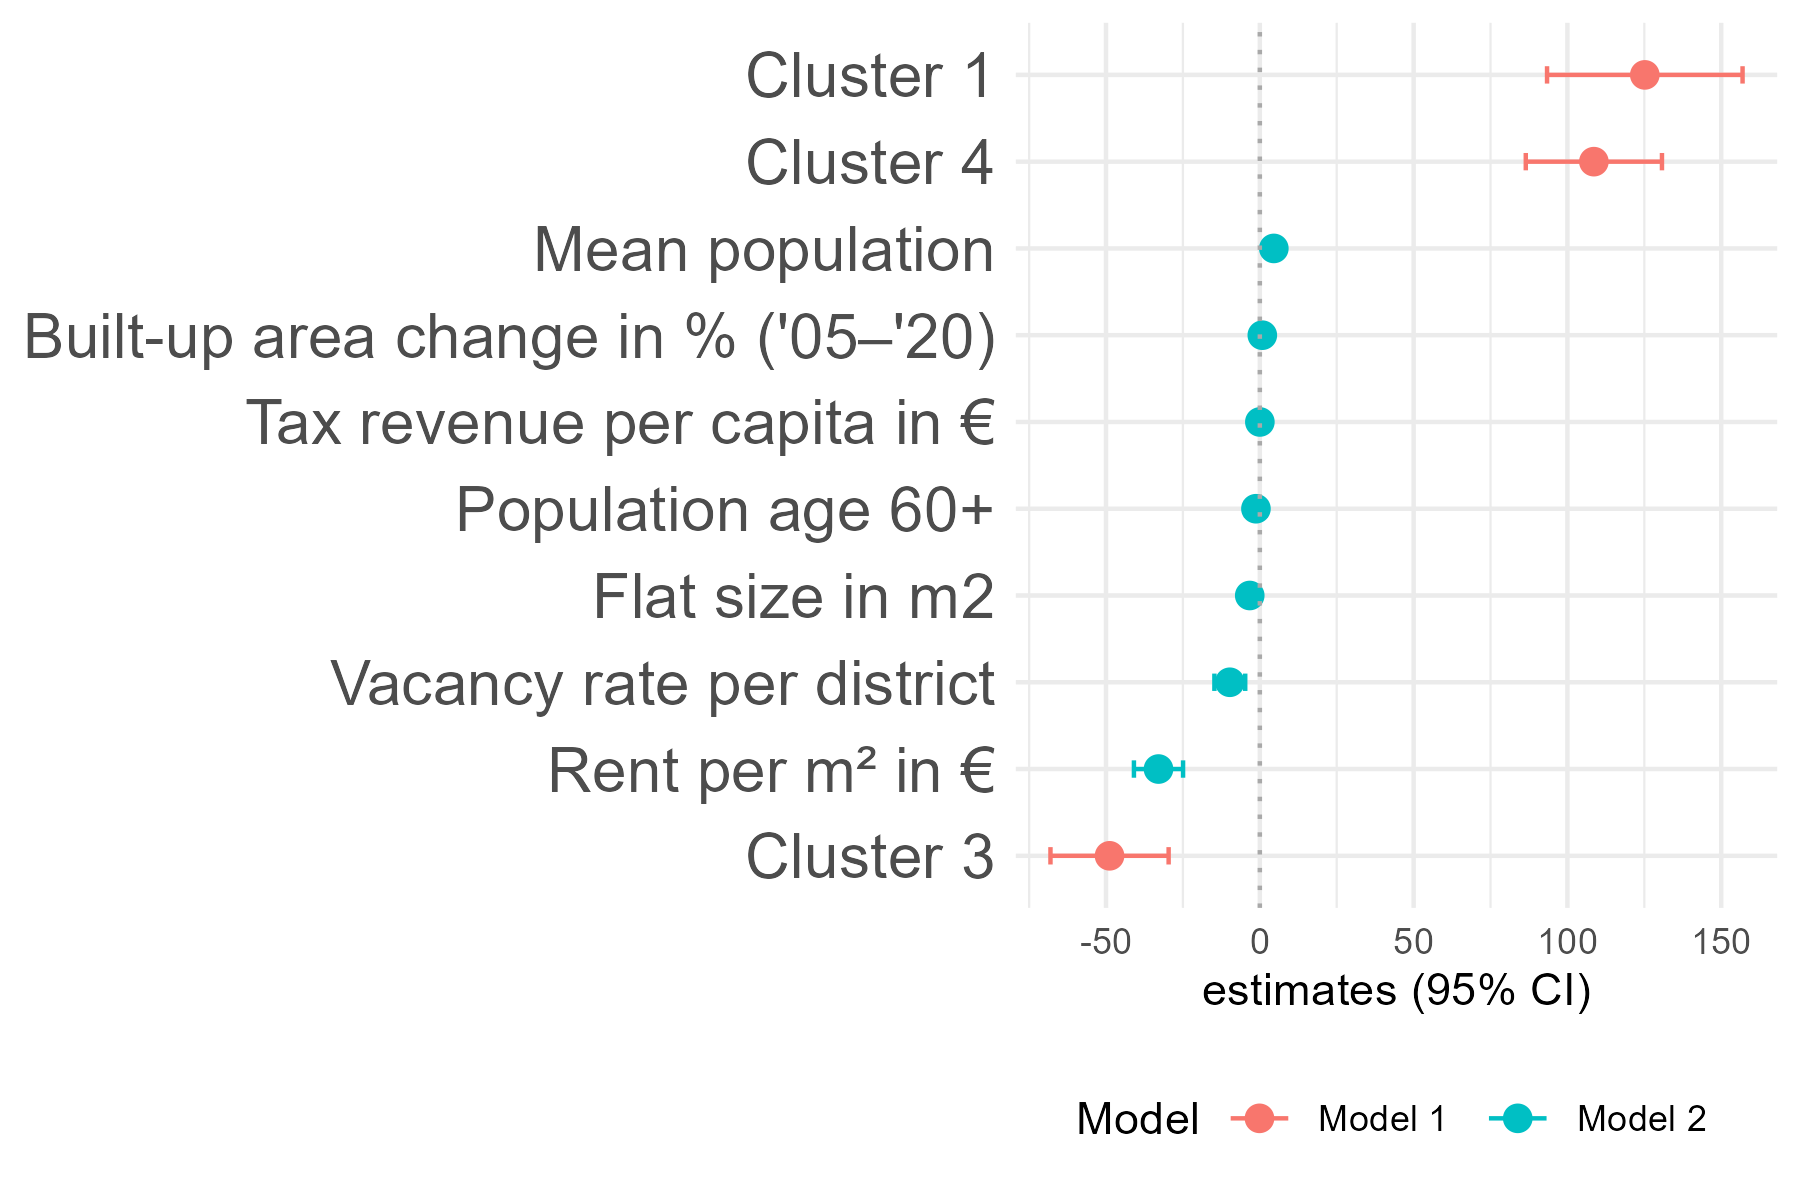 Cluster 1
Cluster 4
Mean population
Built-up area change in % ('05–'20)
Tax revenue per capita in €
Population age 60+
Flat size in m2
Vacancy rate per district
Rent per m² in €
Cluster 3
-50 0 50 100 150
estimates (95% CI)
Model Model 1 Model 2